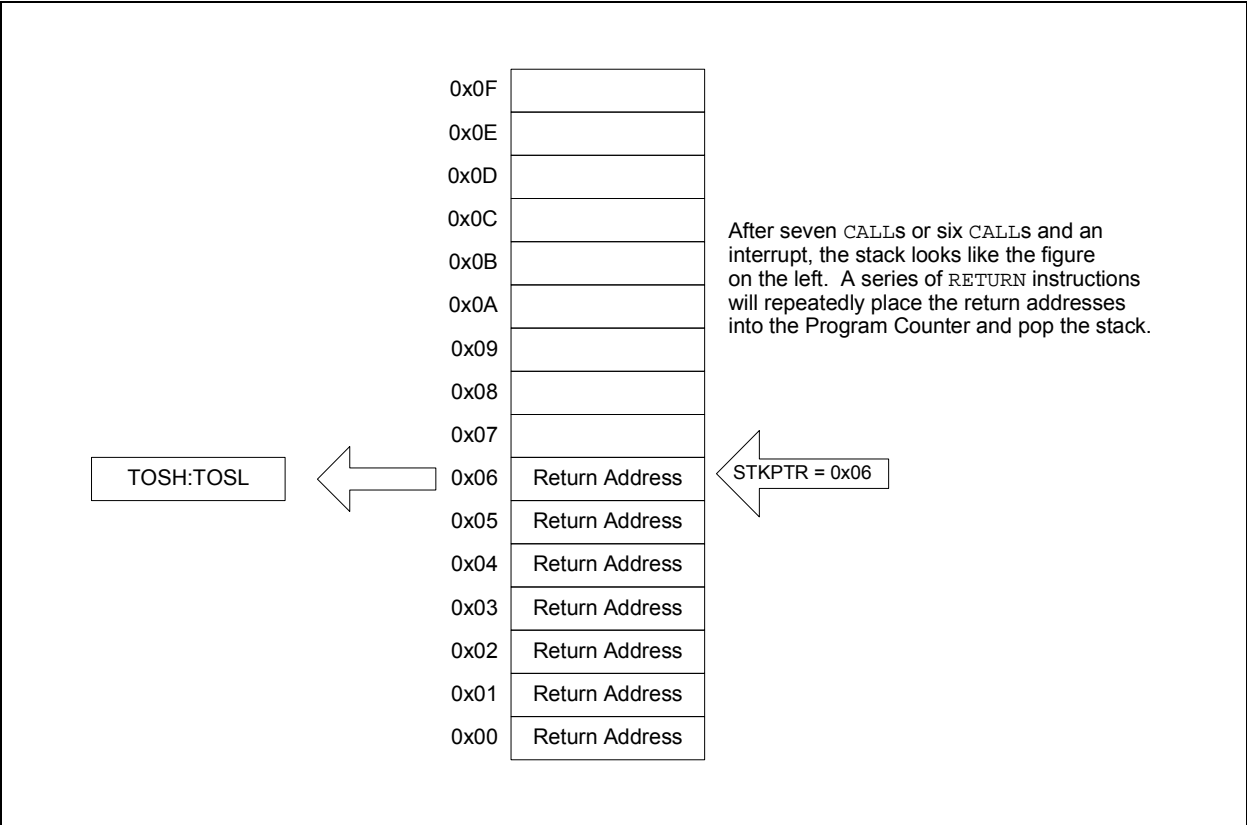 0x0F
0x0E
0x0D
0x0C
0x0B
0x0A
0x09
0x08
0x07
After seven CALLs or six CALLs and an
interrupt, the stack looks like the figure
on the left. A series of RETURN instructions
will repeatedly place the return addresses
into the Program Counter and pop the stack.
TOSH:TOSL
0x06 Return Address
STKPTR = 0x06
0x05 Return Address
0x04 Return Address
0x03 Return Address
0x02 Return Address
0x01 Return Address
0x00 Return Address